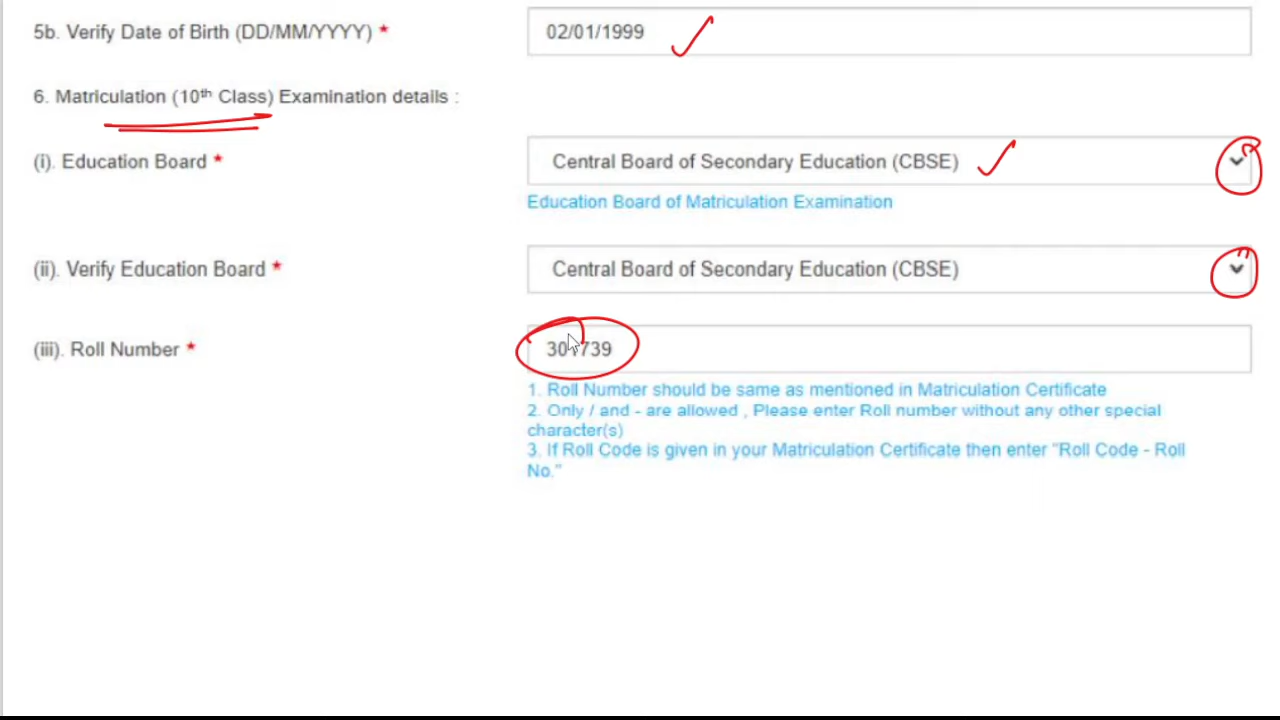 5b. Verify Date of Birth (DD/MM/YYYY) *
02/01/1999
6. Matriculation (10th Class) Examination details :
(i). Education Board *
Central Board of Secondary Education (CBSE)
Education Board of Matriculation Examination
(ii). Verify Education Board *
Central Board of Secondary Education (CBSE)
(iii). Roll Number *
1. Roll Number should be same as mentioned in Matriculation Certificate
2. Only / and - are allowed , Please enter Roll number without any other special
character(s)
3. If Roll Code is given in your Matriculation Certificate then enter "Roll Code - Roll
No."